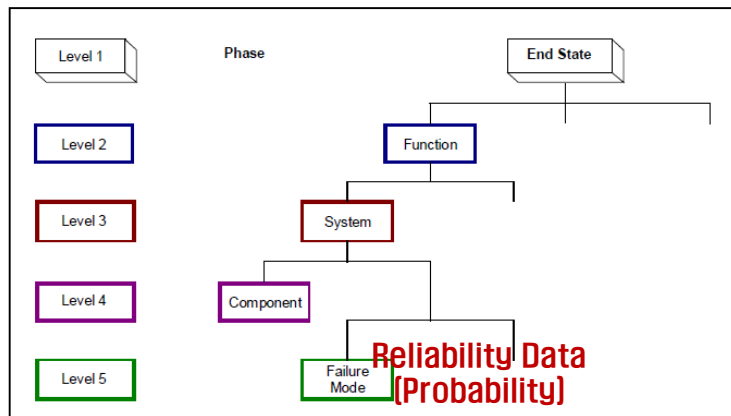 Level 1
Phase
End State
Level 2
Function
Level 3
System
Level 4
Component
Level 5
Failure
Mode
Reliability Data
(Probability)